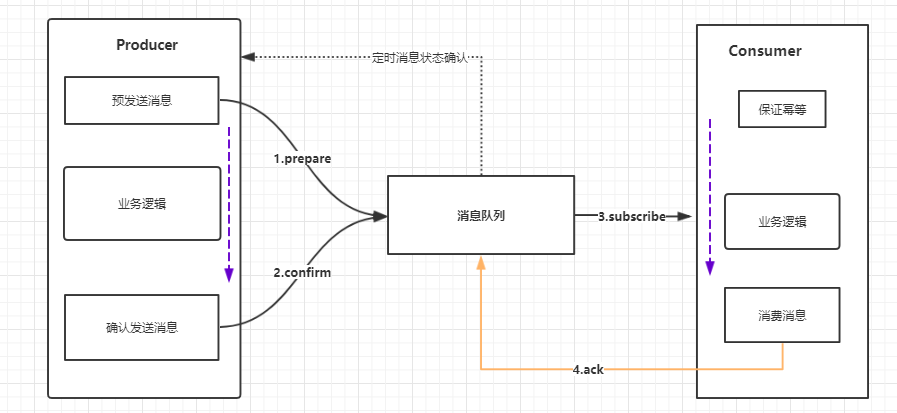 Producer
预发送消息
业务逻辑
确认发送消息
定时消息状态确认
1.prepare
2.confirm
消息队列
3.subscribe
4.ack
Consumer
保证幂等
业务逻辑
消费消息